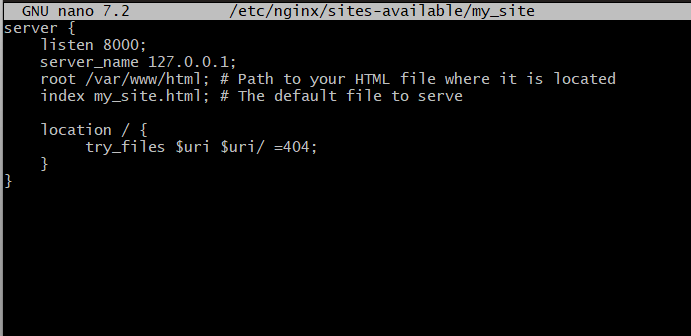 GNU nano 7.2 /etc/nginx/sites-available/my_site
server {
listen 8000;
server_name 127.0.0.1;
root /var/www/html; # Path to your HTML file where it is located
index my_site.html; # The default file to serve
location / {
try_files $uri $uri/ =404;
}
}